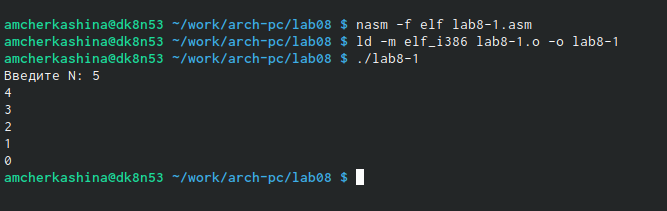 amcherkashina@dk8n53 ~/work/arch-pc/lab08 $ nasm -f elf lab8-1.asm
amcherkashina@dk8n53 ~/work/arch-pc/lab08 $ ld -m elf_i386 lab8-1.o -o lab8-1
amcherkashina@dk8n53 ~/work/arch-pc/lab08 $ ./lab8-1
Введите N: 5
4
3
2
1
0
amcherkashina@dk8n53 ~/work/arch-pc/lab08 $